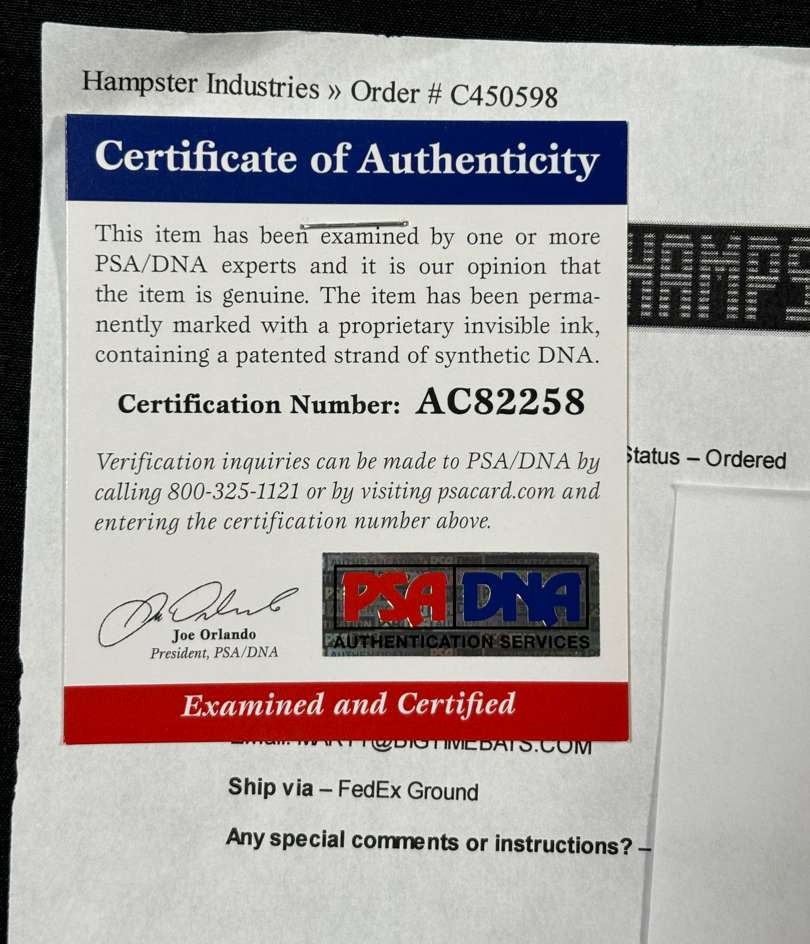 Hampster Industries » Order # C450598
Certificate of Authenticity
This item has been examined by one or more
PSA/DNA experts and it is our opinion that
the item is genuine. The item has been perma-
nently marked with a proprietary invisible ink,
containing a patented strand of synthetic DNA.
Certification Number: AC82258
Verification inquiries can be made to PSA/DNA by
calling 800-325-1121 or by visiting psacard.com and
entering the certification number above.
HAMPS
Status – Ordered
PSA DNA
AUTHENTICATION SERVICES
Joe Orlando
President, PSA/DNA
Examined and Certified
Email: MARTY@BIGTIMEBATS.COM
Ship via – FedEx Ground
Any special comments or instructions? –